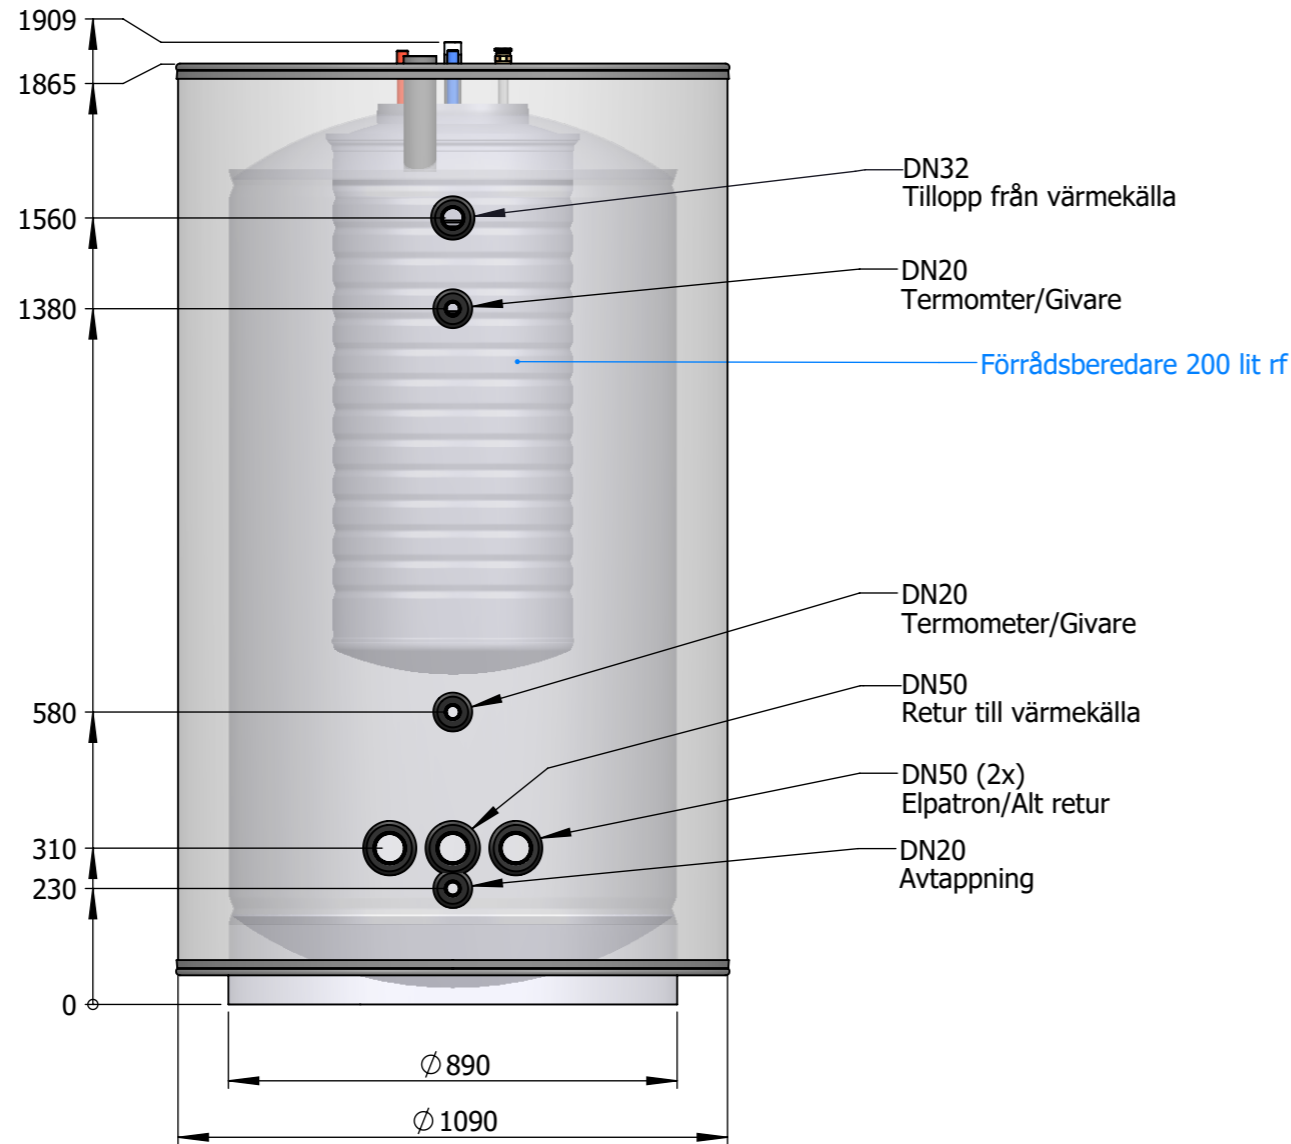 1909
1865
1560
1380
580
310
230
0
DN32
Tillopp från värmekälla
DN20
Termomter/Givare
Förrådsberedare 200 lit rf
DN20
Termometer/Givare
DN50
Retur till värmekälla
DN50 (2x)
Elpatron/Alt retur
DN20
Avtappning
∅890
∅1090